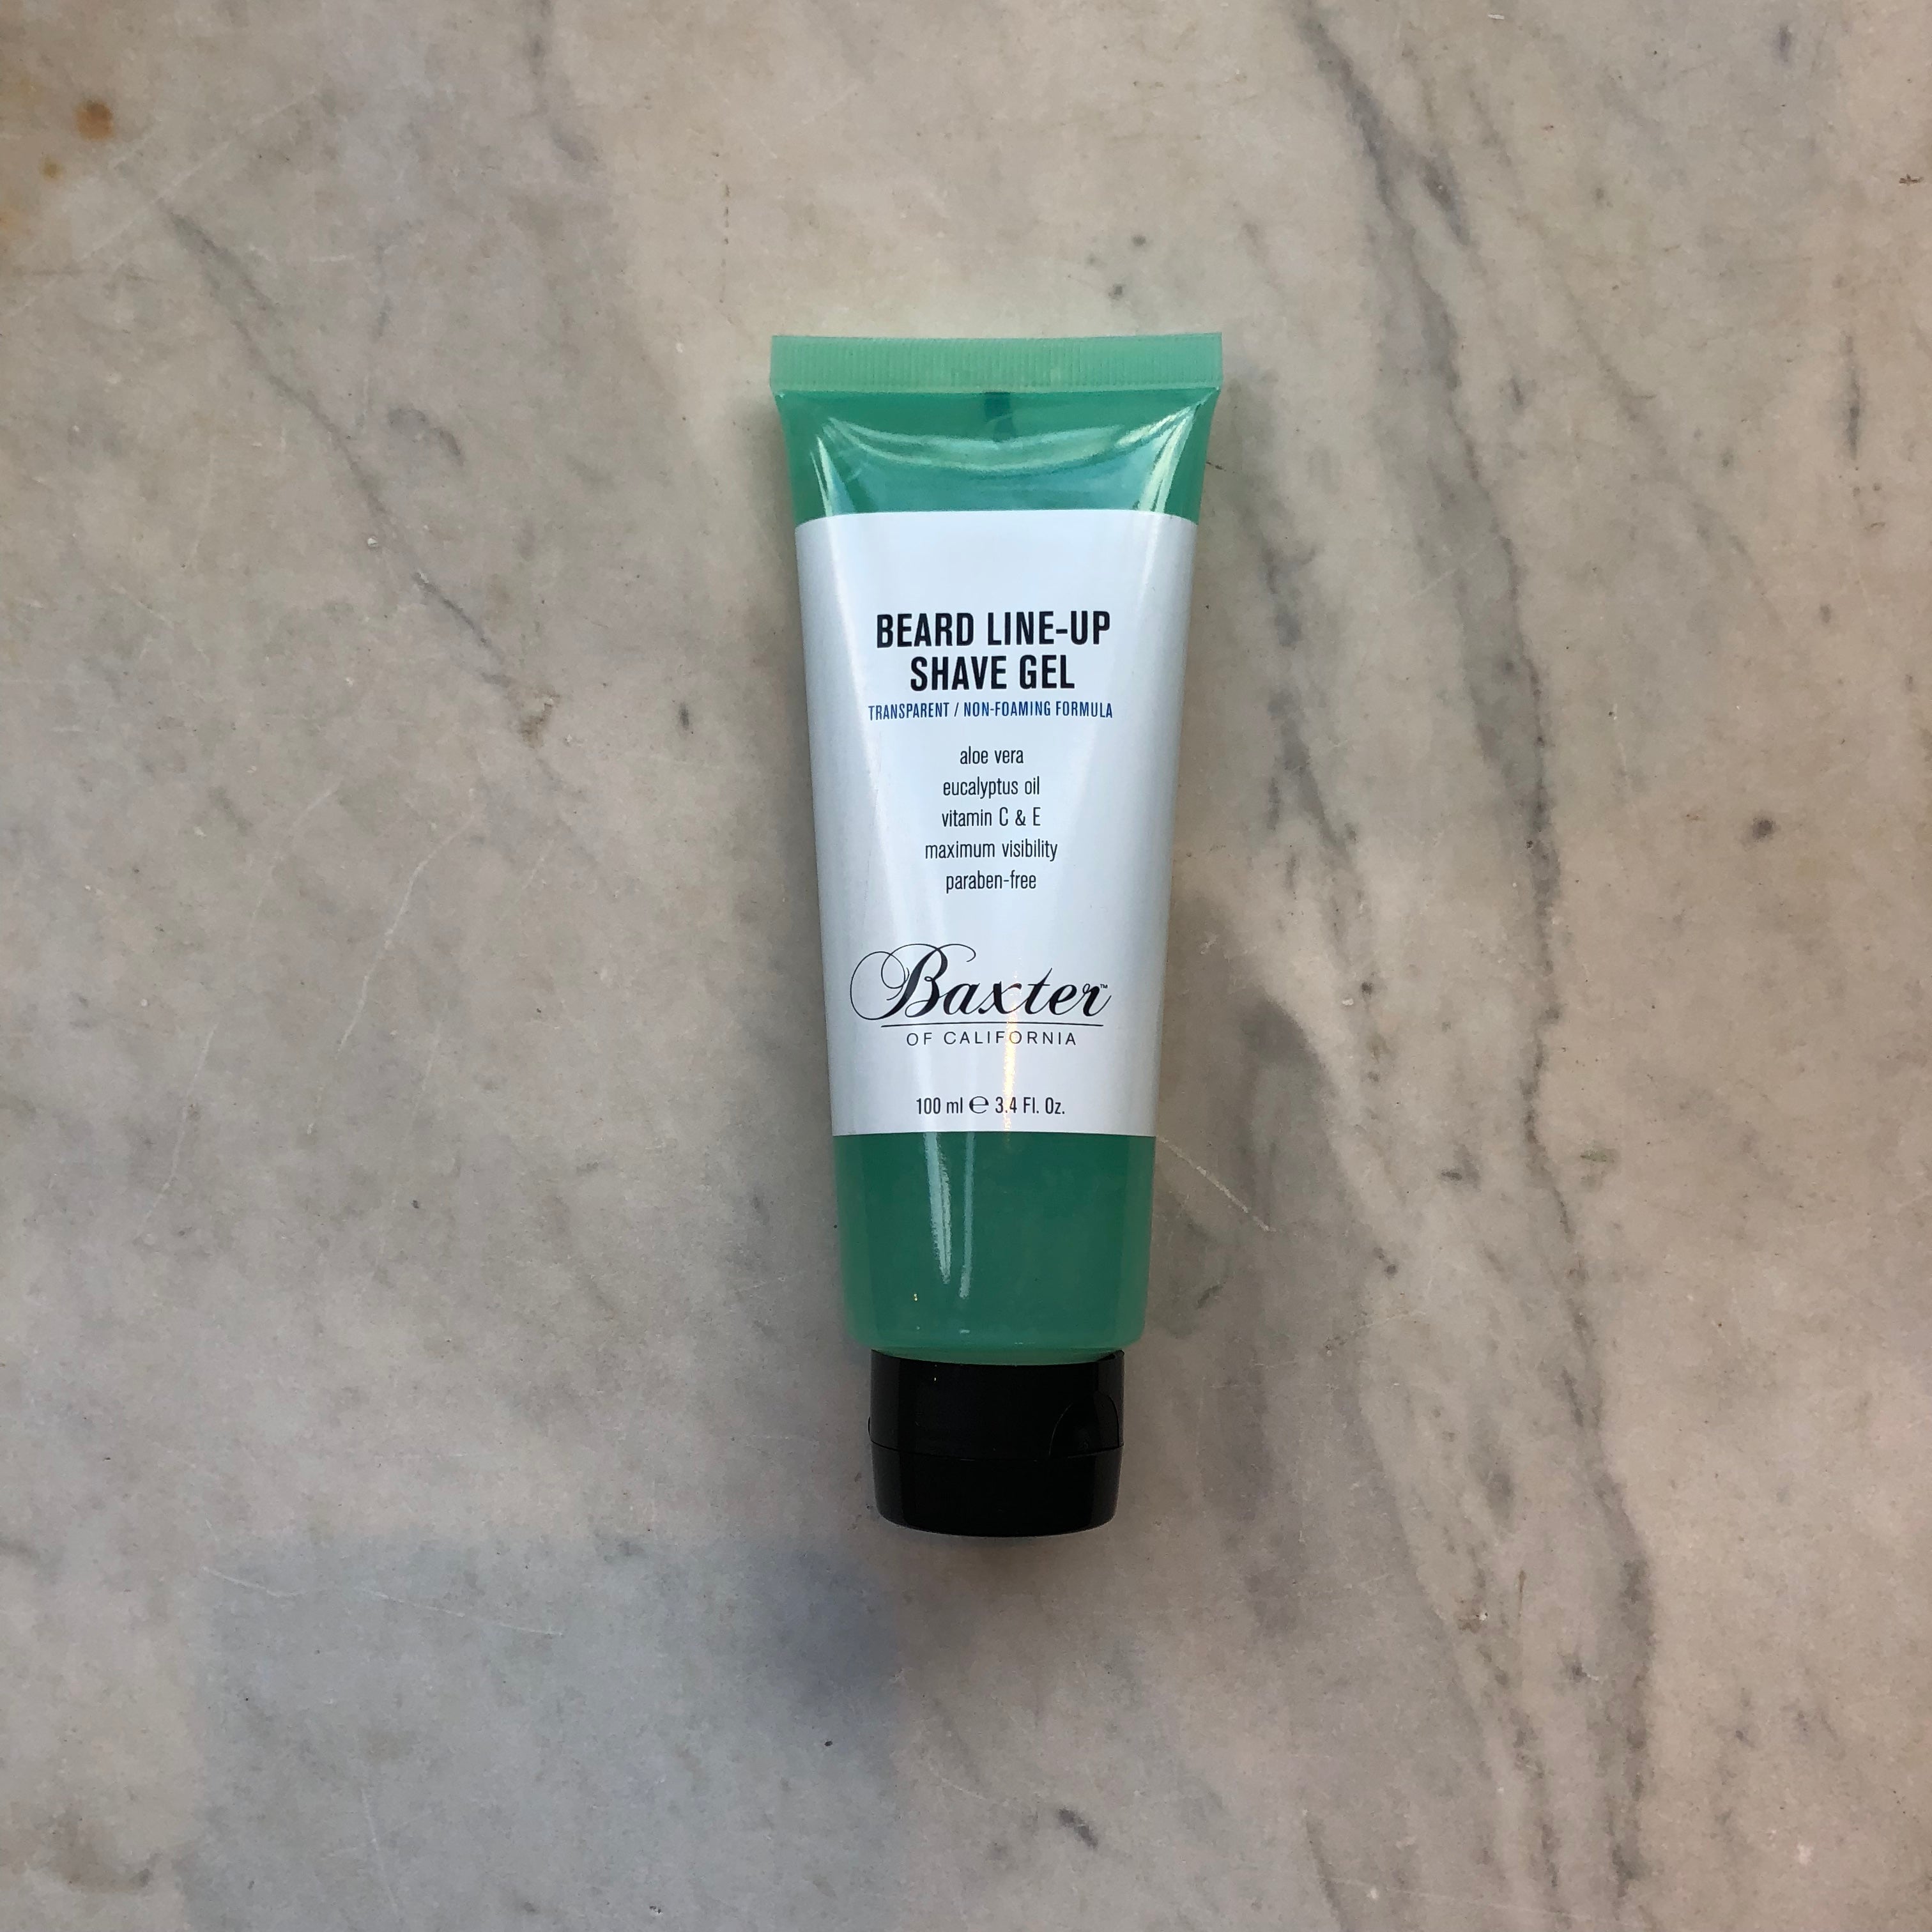 BEARD LINE-UP
SHAVE GEL
TRANSPARENT / NON-FOAMING FORMULA
aloe vera
eucalyptus oil
vitamin C & E
maximum visibility
paraben-free
Baxter™
OF CALIFORNIA
100 ml ℮ 3.4 Fl. Oz.